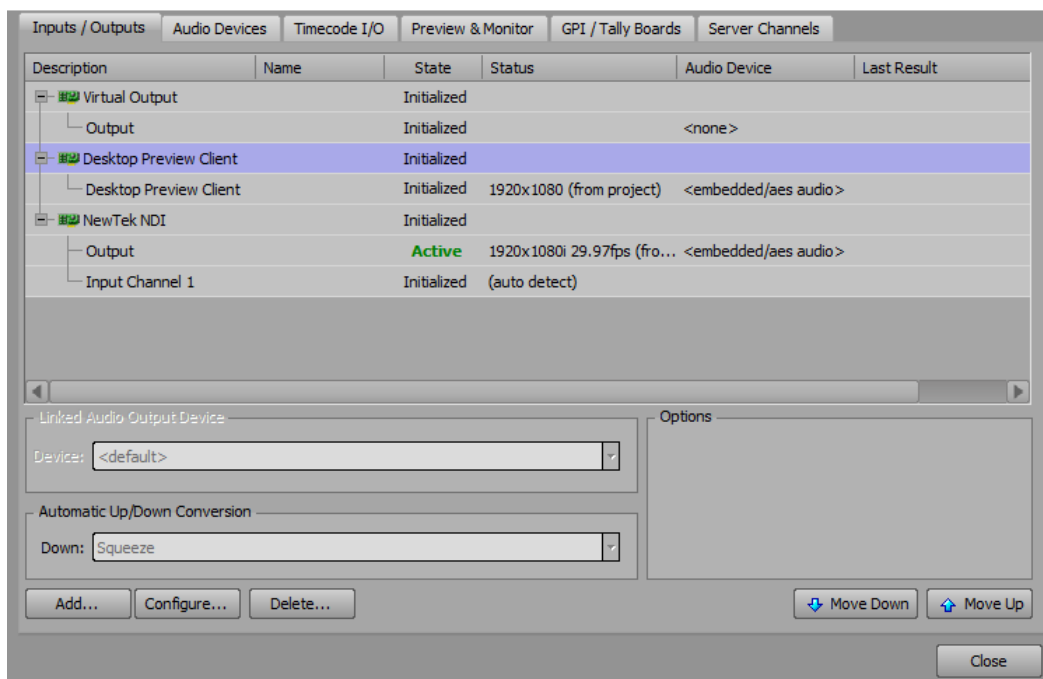 Inputs / Outputs Audio Devices Timecode I/O Preview & Monitor GPI / Tally Boards Server Channels
Description Name State Status Audio Device Last Result
Virtual Output Initialized
Output Initialized <none>
Desktop Preview Client Initialized
Desktop Preview Client Initialized 1920x1080 (from project) <embedded/aes audio>
NewTek NDI Initialized
Output Active 1920x1080i 29.97fps (fro... <embedded/aes audio>
Input Channel 1 Initialized (auto detect)
Linked Audio Output Device Options
Device: <default>
Automatic Up/Down Conversion
Down: Squeeze
Add... Configure... Delete... Move Down Move Up
Close